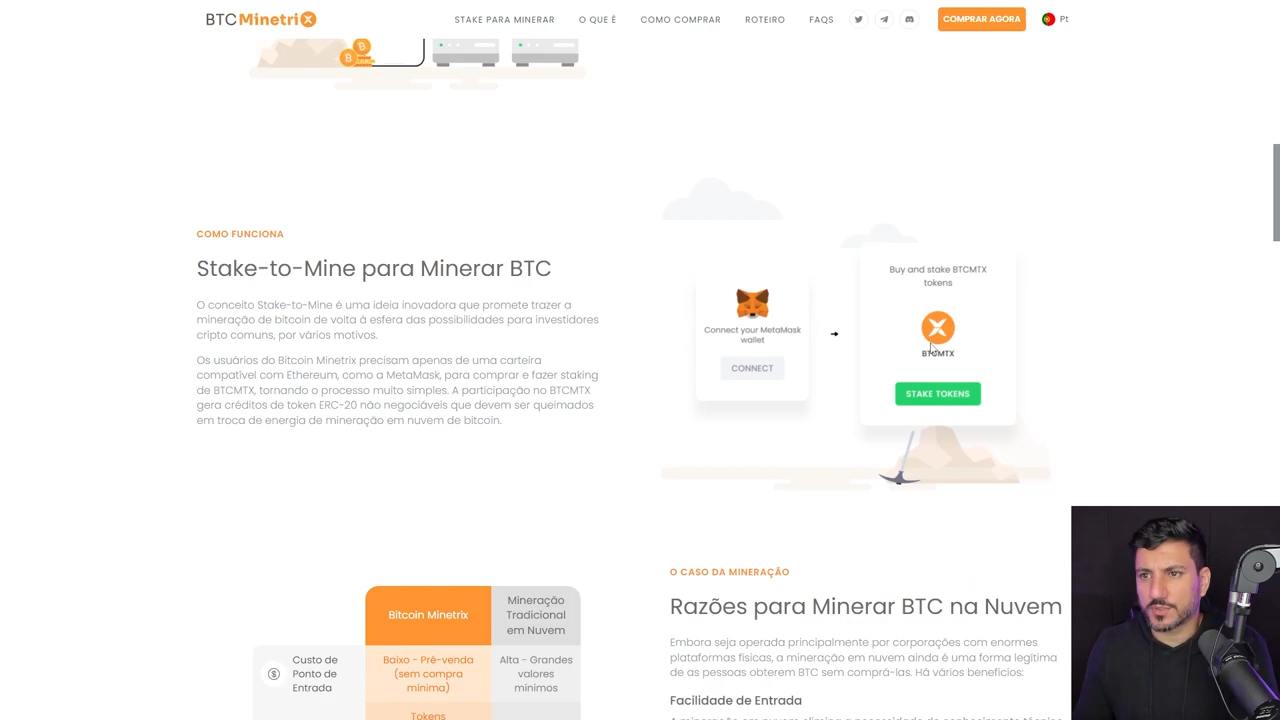 BTC Minetrix
STAKE PARA MINERAR
O QUE É
COMO COMPRAR
ROTEIRO
FAQS
COMPRAR AGORA
Pt
COMO FUNCIONA
Stake-to-Mine para Minerar BTC
O conceito Stake-to-Mine é uma ideia inovadora que promete trazer a
mineração de bitcoin de volta à esfera das possibilidades para investidores
cripto comuns, por vários motivos.
Os usuários do Bitcoin Minetrix precisam apenas de uma carteira
compatível com Ethereum, como a MetaMask, para comprar e fazer staking
de BTCMTX, tornando o processo muito simples. A participação no BTCMTX
gera créditos de token ERC-20 não negociáveis que devem ser queimados
em troca de energia de mineração em nuvem de bitcoin.
Connect your MetaMask
wallet
CONNECT
Buy and stake BTCMTX
tokens
BTCMTX
STAKE TOKENS
Bitcoin Minetrix
Mineração
Tradicional
em Nuvem
Custo de
Ponto de
Entrada
Baixo - Pré-venda
(sem compra
mínima)
Alta - Grandes
valores
mínimos
Tokens
O CASO DA MINERAÇÃO
Razões para Minerar BTC na Nuvem
Embora seja operada principalmente por corporações com enormes
plataformas físicas, a mineração em nuvem ainda é uma forma legítima
de as pessoas obterem BTC sem comprá-las. Há vários benefícios:
Facilidade de Entrada